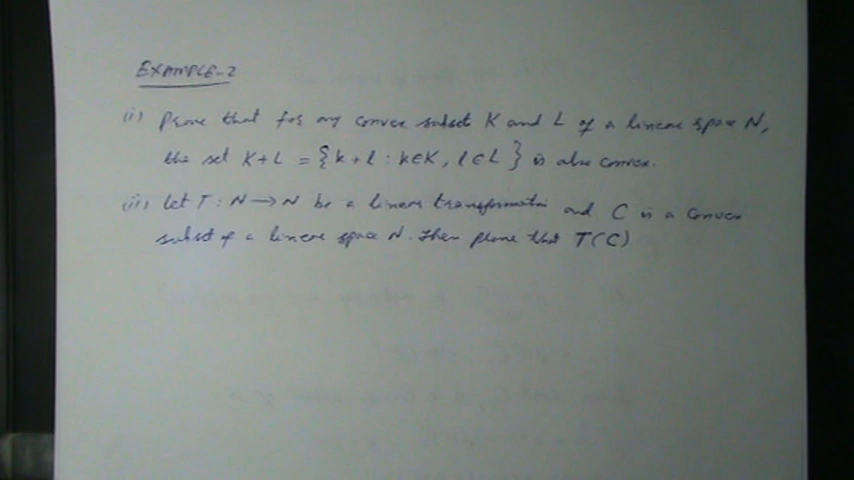 EXAMPLE-2
(i) Prove that for any convex subset K and L of a linear space N,
the set K+L = {k+l : k∈K, l∈L} is also convex.
(ii) Let T : N → N be a linear transformation and C is a convex
subset of a linear space N. Then prove that T(C)